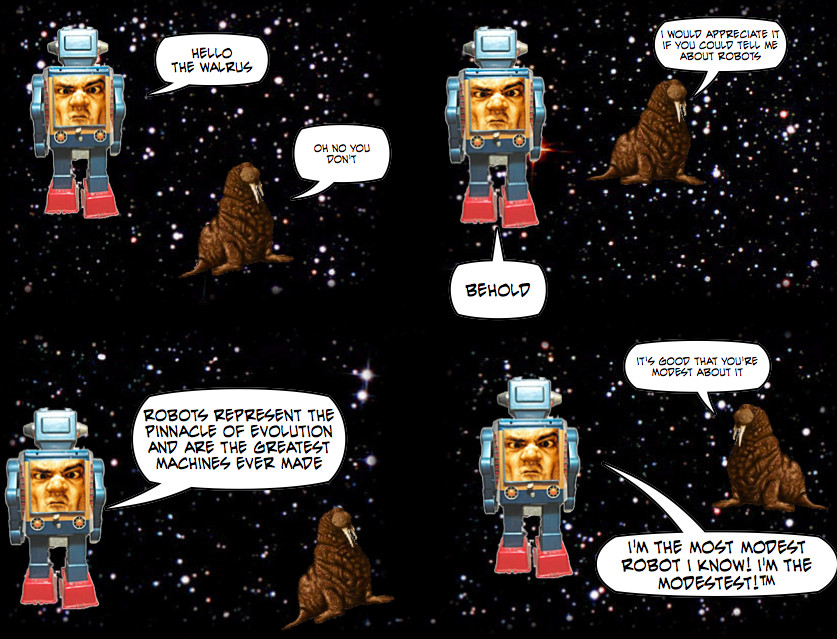 HELLO
THE WALRUS
OH NO YOU
DON'T
I WOULD APPRECIATE IT
IF YOU COULD TELL ME
ABOUT ROBOTS
BEHOLD
ROBOTS REPRESENT THE
PINNACLE OF EVOLUTION
AND ARE THE GREATEST
MACHINES EVER MADE
IT'S GOOD THAT YOU'RE
MODEST ABOUT IT
I'M THE MOST MODEST
ROBOT I KNOW! I'M THE
MODESTEST!™